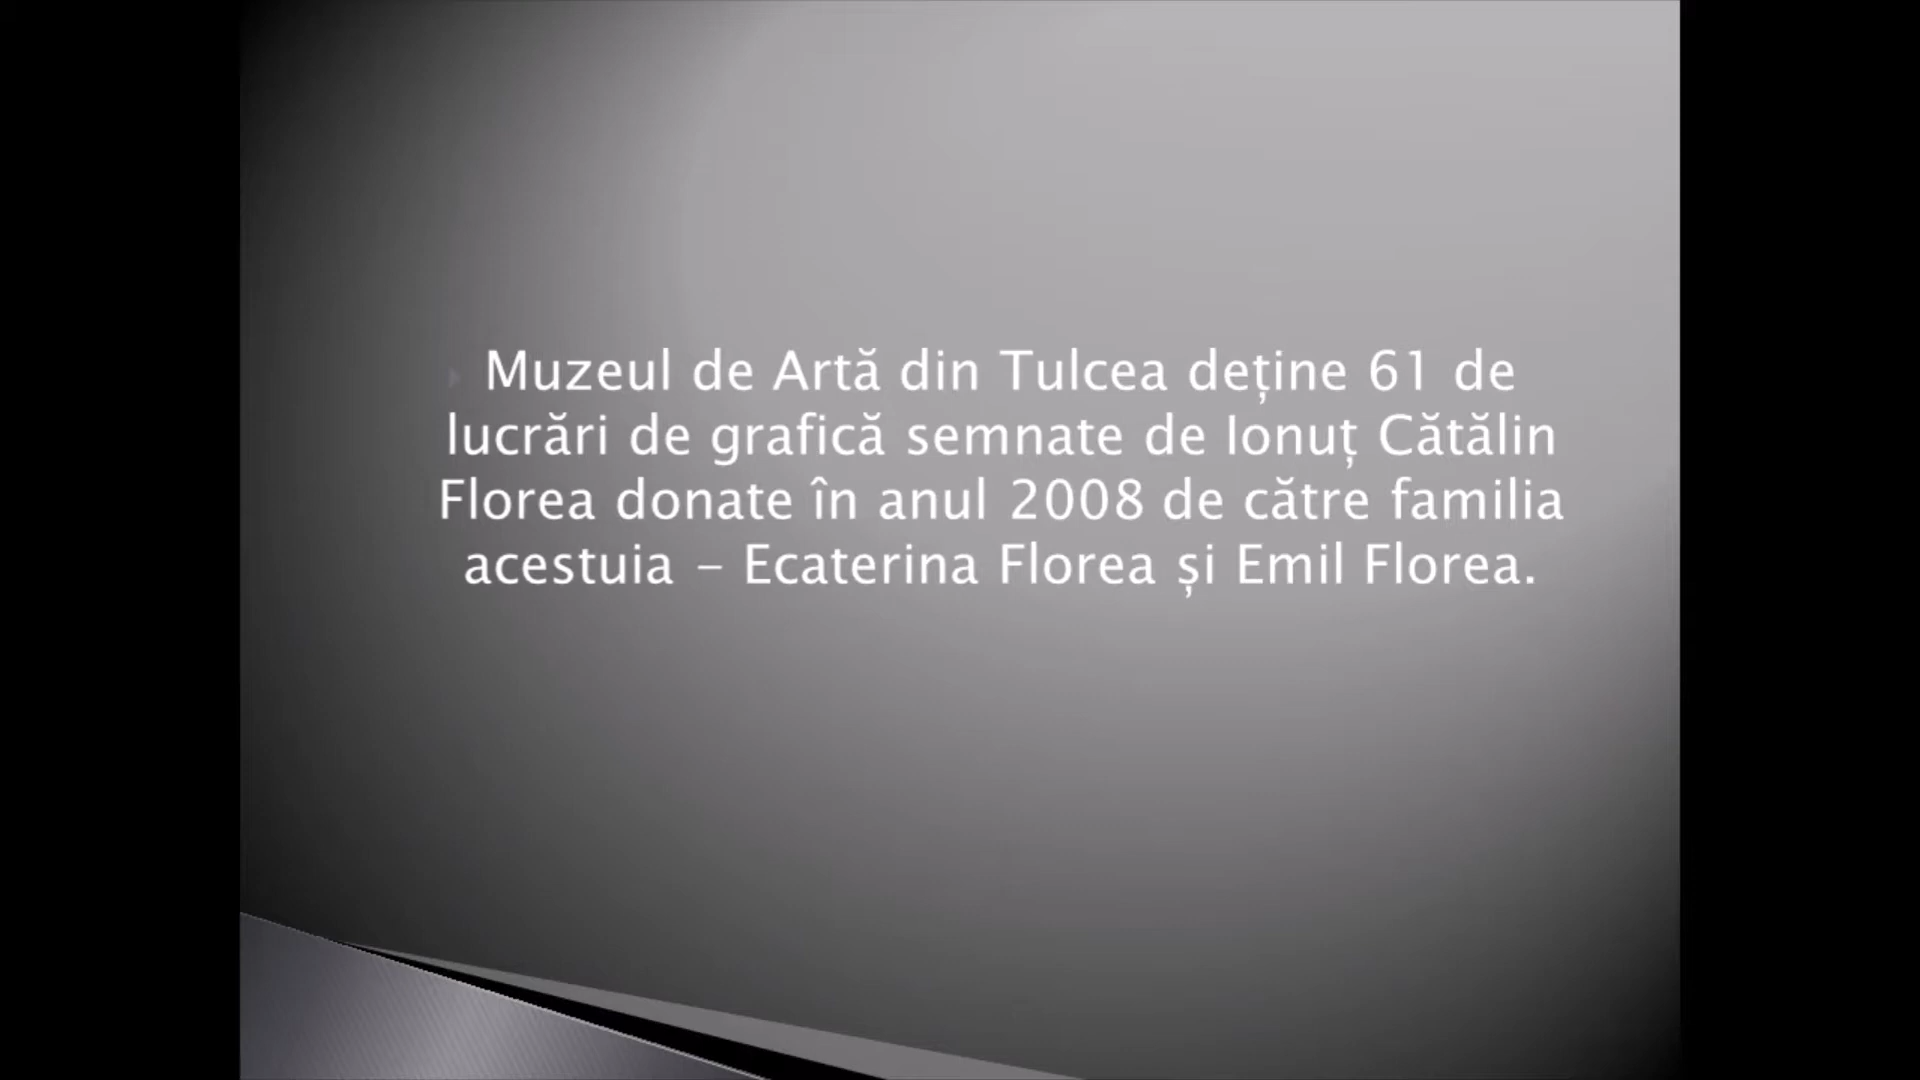 Muzeul de Artă din Tulcea deține 61 de
lucrări de grafică semnate de Ionuț Cătălin
Florea donate în anul 2008 de către familia
acestuia – Ecaterina Florea și Emil Florea.